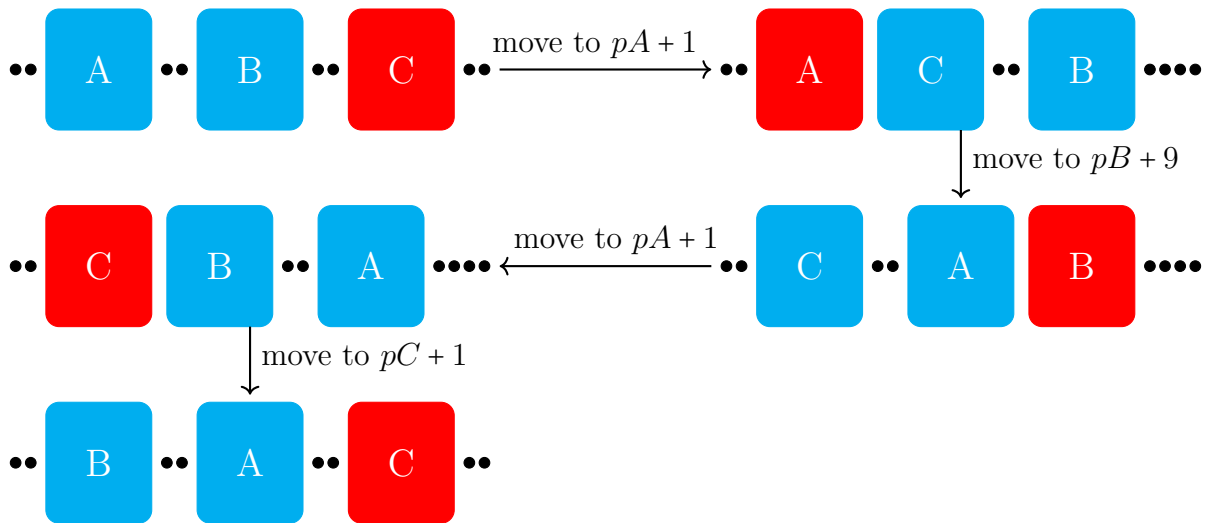 A B C move to pA + 1 A C B
move to pB + 9
C B A move to pA + 1 C A B
move to pC + 1
B A C